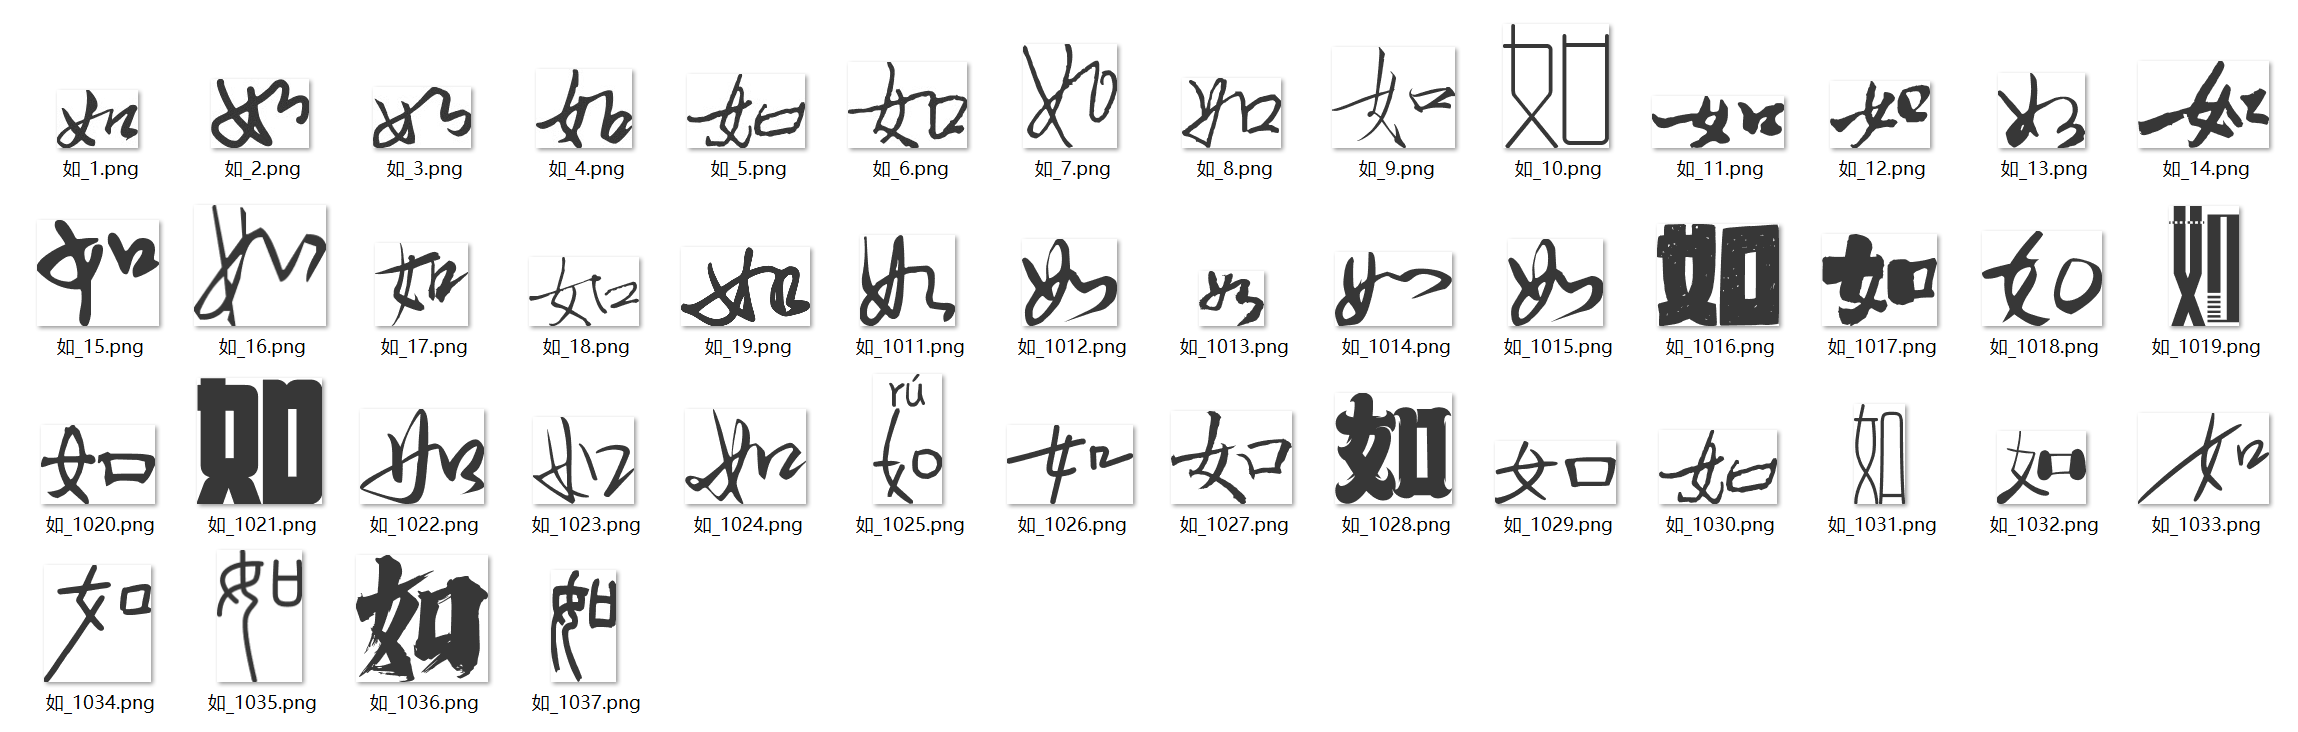 如 如 如 如 如 如 如 如 如 如 如 如 如 如
如_1.png 如_2.png 如_3.png 如_4.png 如_5.png 如_6.png 如_7.png 如_8.png 如_9.png 如_10.png 如_11.png 如_12.png 如_13.png 如_14.png
如 如 如 如 如 如 如 如 如 如 如 如 如 如
如_15.png 如_16.png 如_17.png 如_18.png 如_19.png 如_1011.png 如_1012.png 如_1013.png 如_1014.png 如_1015.png 如_1016.png 如_1017.png 如_1018.png 如_1019.png
如 如 如 如 如 rú 如 如 如 如 如 如 如 如 如
如_1020.png 如_1021.png 如_1022.png 如_1023.png 如_1024.png 如_1025.png 如_1026.png 如_1027.png 如_1028.png 如_1029.png 如_1030.png 如_1031.png 如_1032.png 如_1033.png
如 如 如 如
如_1034.png 如_1035.png 如_1036.png 如_1037.png